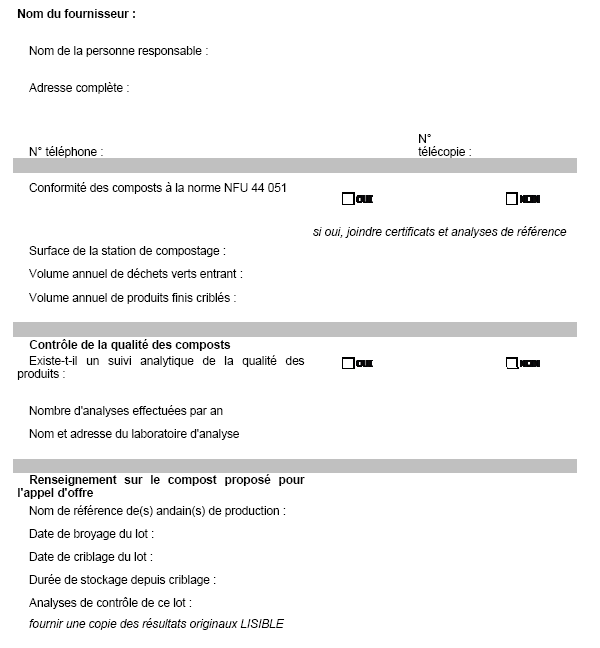 Nom du fournisseur :
Nom de la personne responsable :
Adresse complète :
N° téléphone :
N°
télécopie :
Conformité des composts à la norme NFU 44 051
OUI
NON
si oui, joindre certificats et analyses de référence
Surface de la station de compostage :
Volume annuel de déchets verts entrant :
Volume annuel de produits finis criblés :
Contrôle de la qualité des composts
Existe-t-il un suivi analytique de la qualité des
produits :
OUI
NON
Nombre d'analyses effectuées par an
Nom et adresse du laboratoire d'analyse
Renseignement sur le compost proposé pour
l'appel d'offre
Nom de référence de(s) andain(s) de production :
Date de broyage du lot :
Date de criblage du lot :
Durée de stockage depuis criblage :
Analyses de contrôle de ce lot :
fournir une copie des résultats originaux LISIBLE